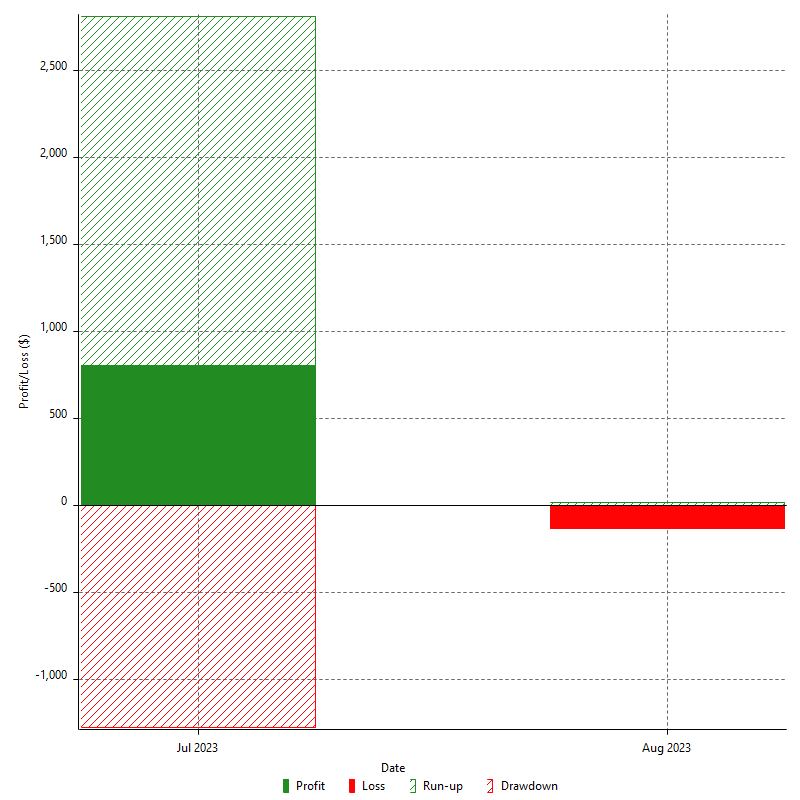 2,500
2,000
1,500
1,000
500
0
-500
-1,000
Profit/Loss ($)
Jul 2023
Aug 2023
Date
Profit
Loss
Run-up
Drawdown